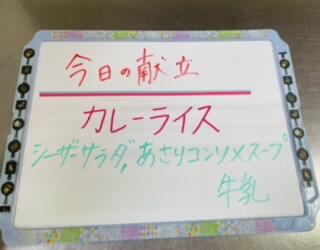 今日の献立
カレーライス
シーザーサラダ，あさりコンソメスープ
牛乳